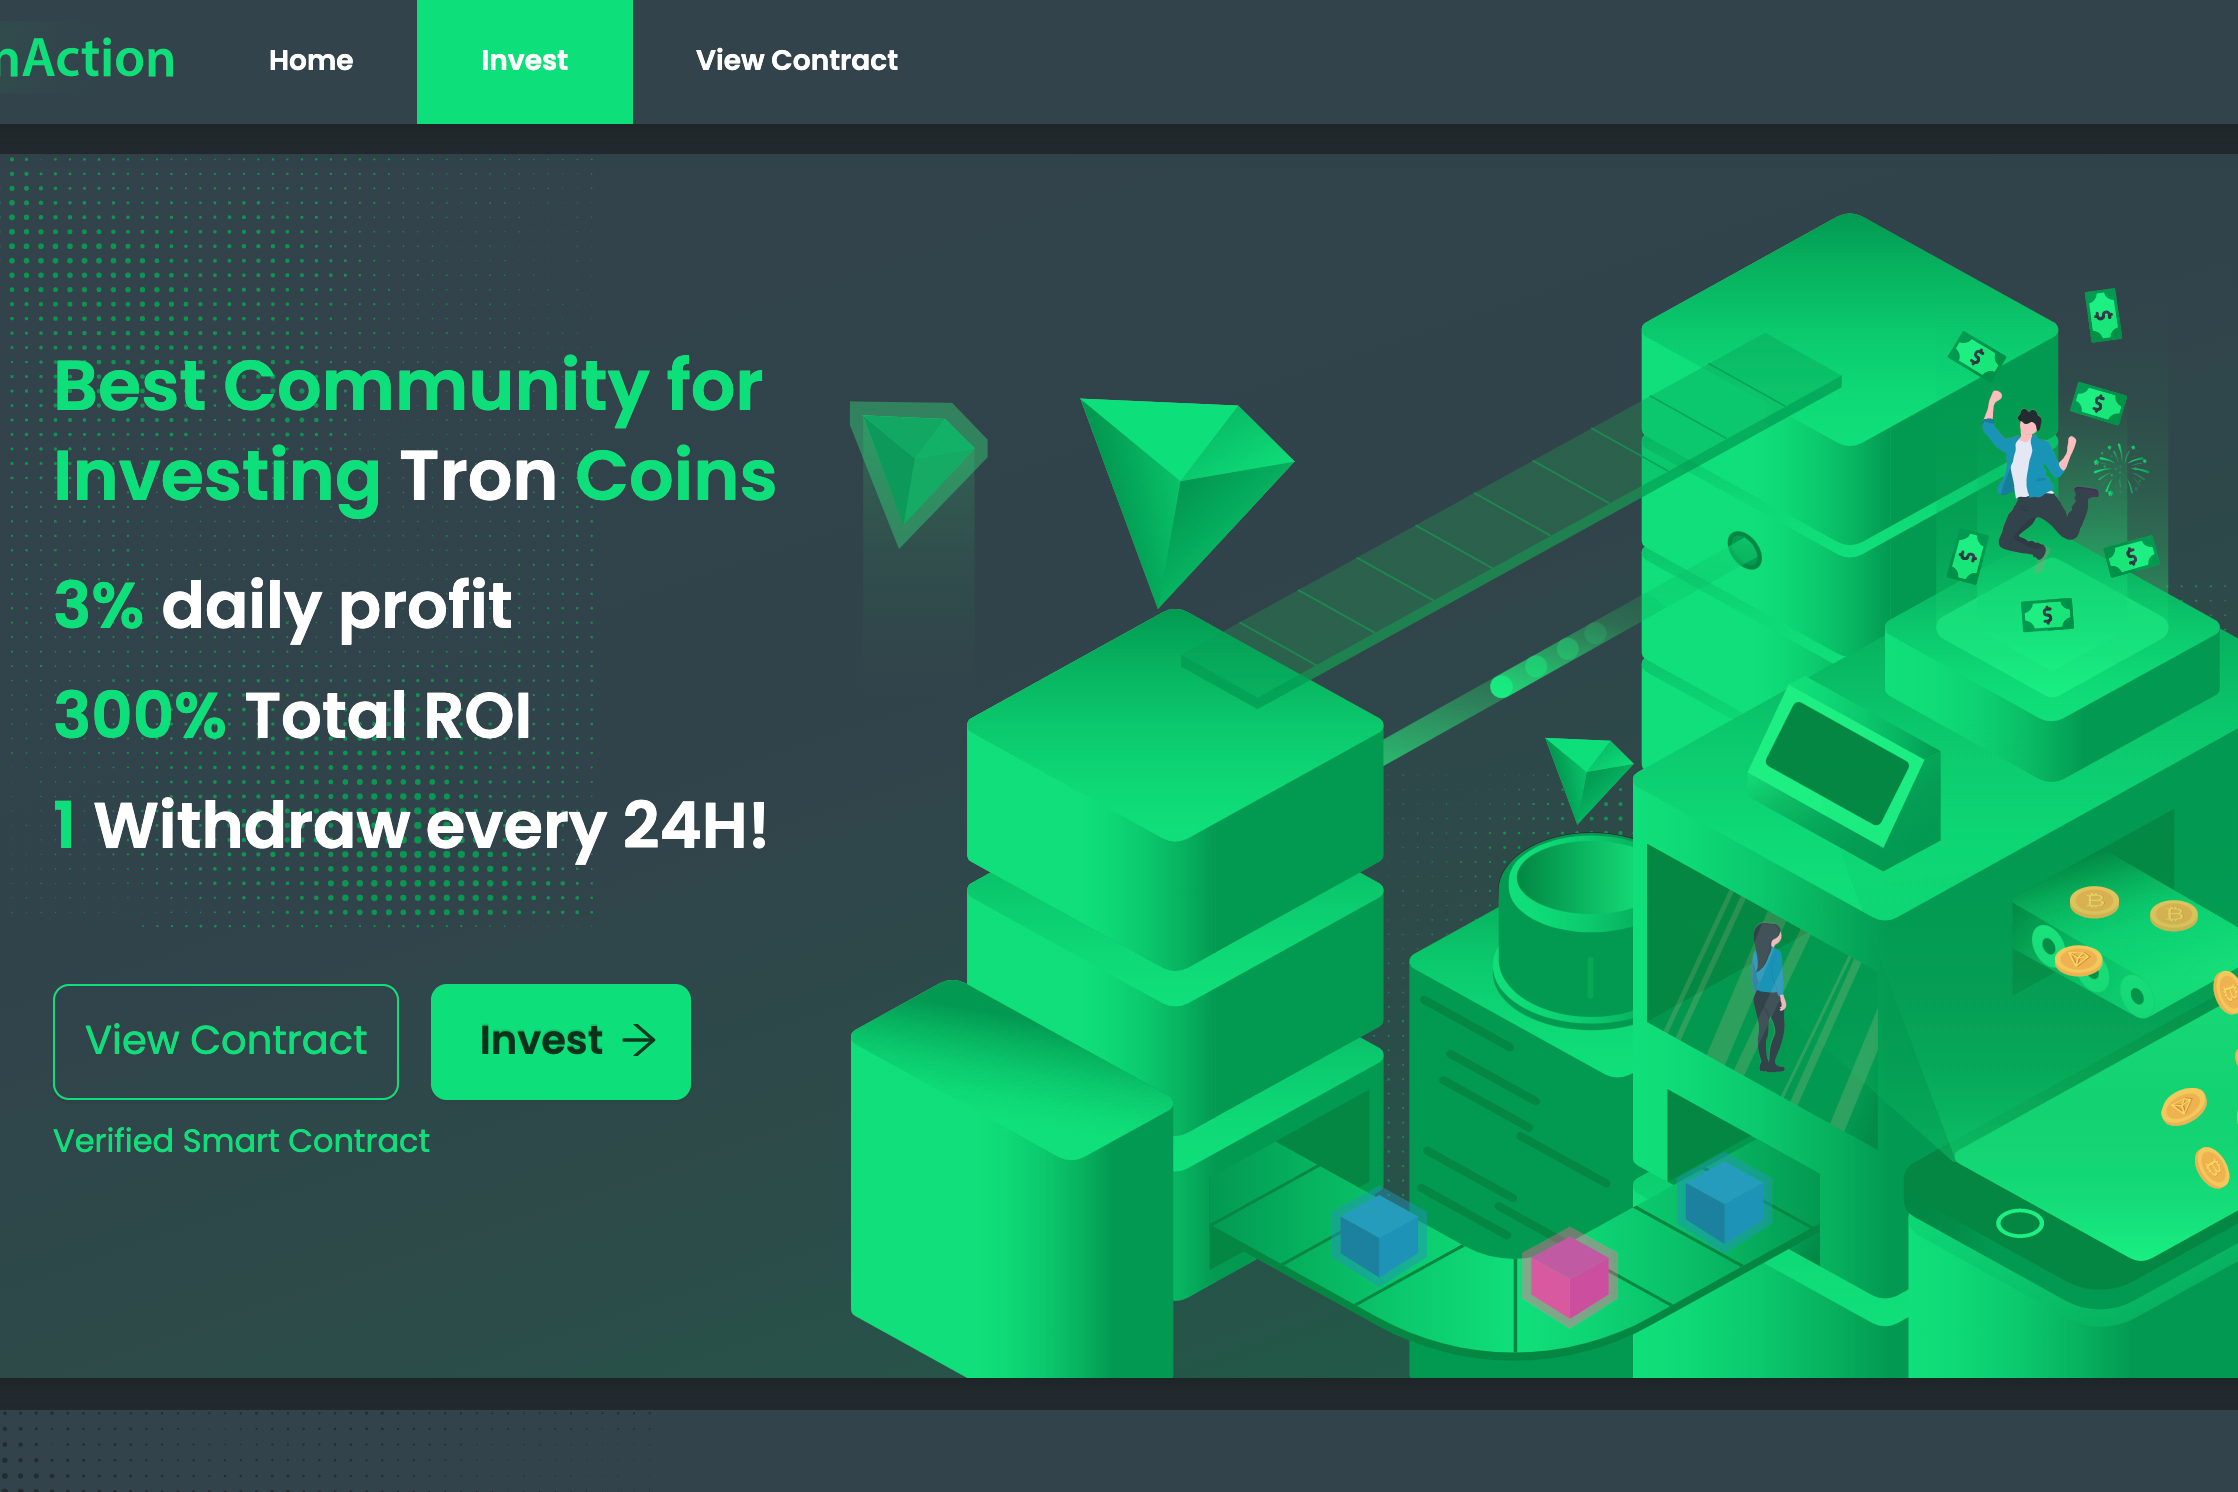 nAction
Home
Invest
View Contract
Best Community for
Investing Tron Coins
3% daily profit
300% Total ROI
1 Withdraw every 24H!
View Contract
Invest →
Verified Smart Contract